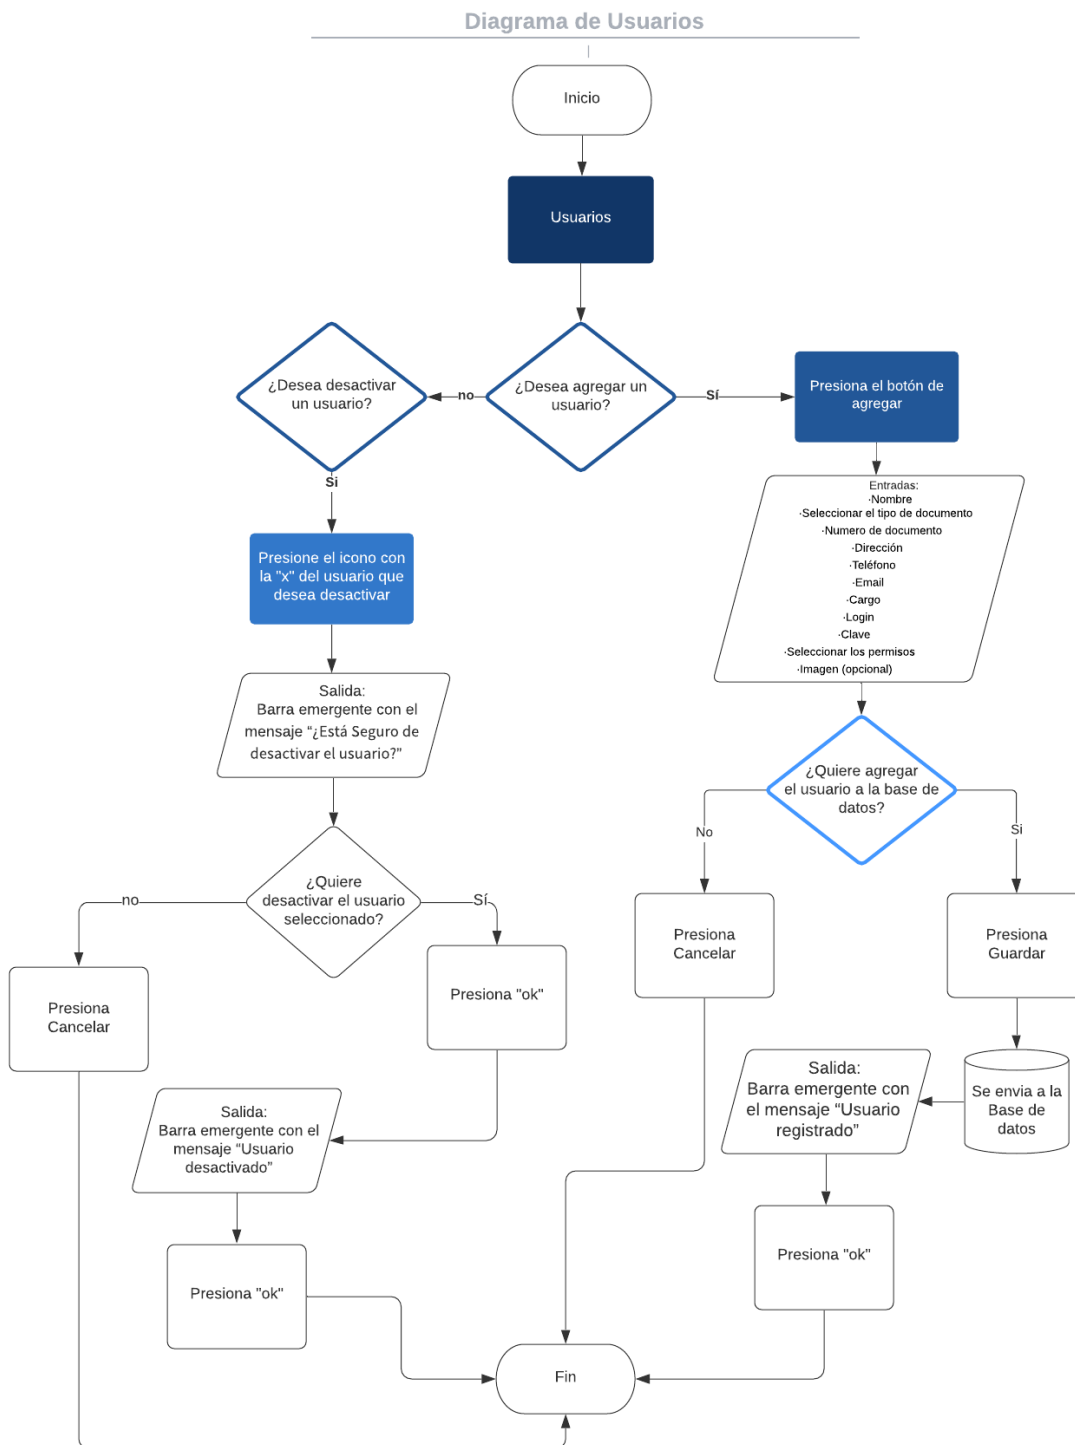 Diagrama de Usuarios
Inicio
Usuarios
¿Desea desactivar
un usuario?
no
¿Desea agregar un
usuario?
Sí
Presiona el botón de
agregar
Si
Entradas:
·Nombre
·Seleccionar el tipo de documento
·Numero de documento
·Dirección
·Teléfono
·Email
·Cargo
·Login
·Clave
·Seleccionar los permisos
·Imagen (opcional)
Presione el icono con
la "x" del usuario que
desea desactivar
Salida:
Barra emergente con el
mensaje “¿Está Seguro de
desactivar el usuario?”
¿Quiere agregar
el usuario a la base de
datos?
No
Si
¿Quiere
desactivar el usuario
seleccionado?
no
Sí
Presiona
Cancelar
Presiona
Guardar
Presiona "ok"
Presiona
Cancelar
Salida:
Barra emergente con
el mensaje “Usuario
registrado”
Se envia a la
Base de
datos
Salida:
Barra emergente con el
mensaje “Usuario
desactivado”
Presiona "ok"
Presiona "ok"
Fin